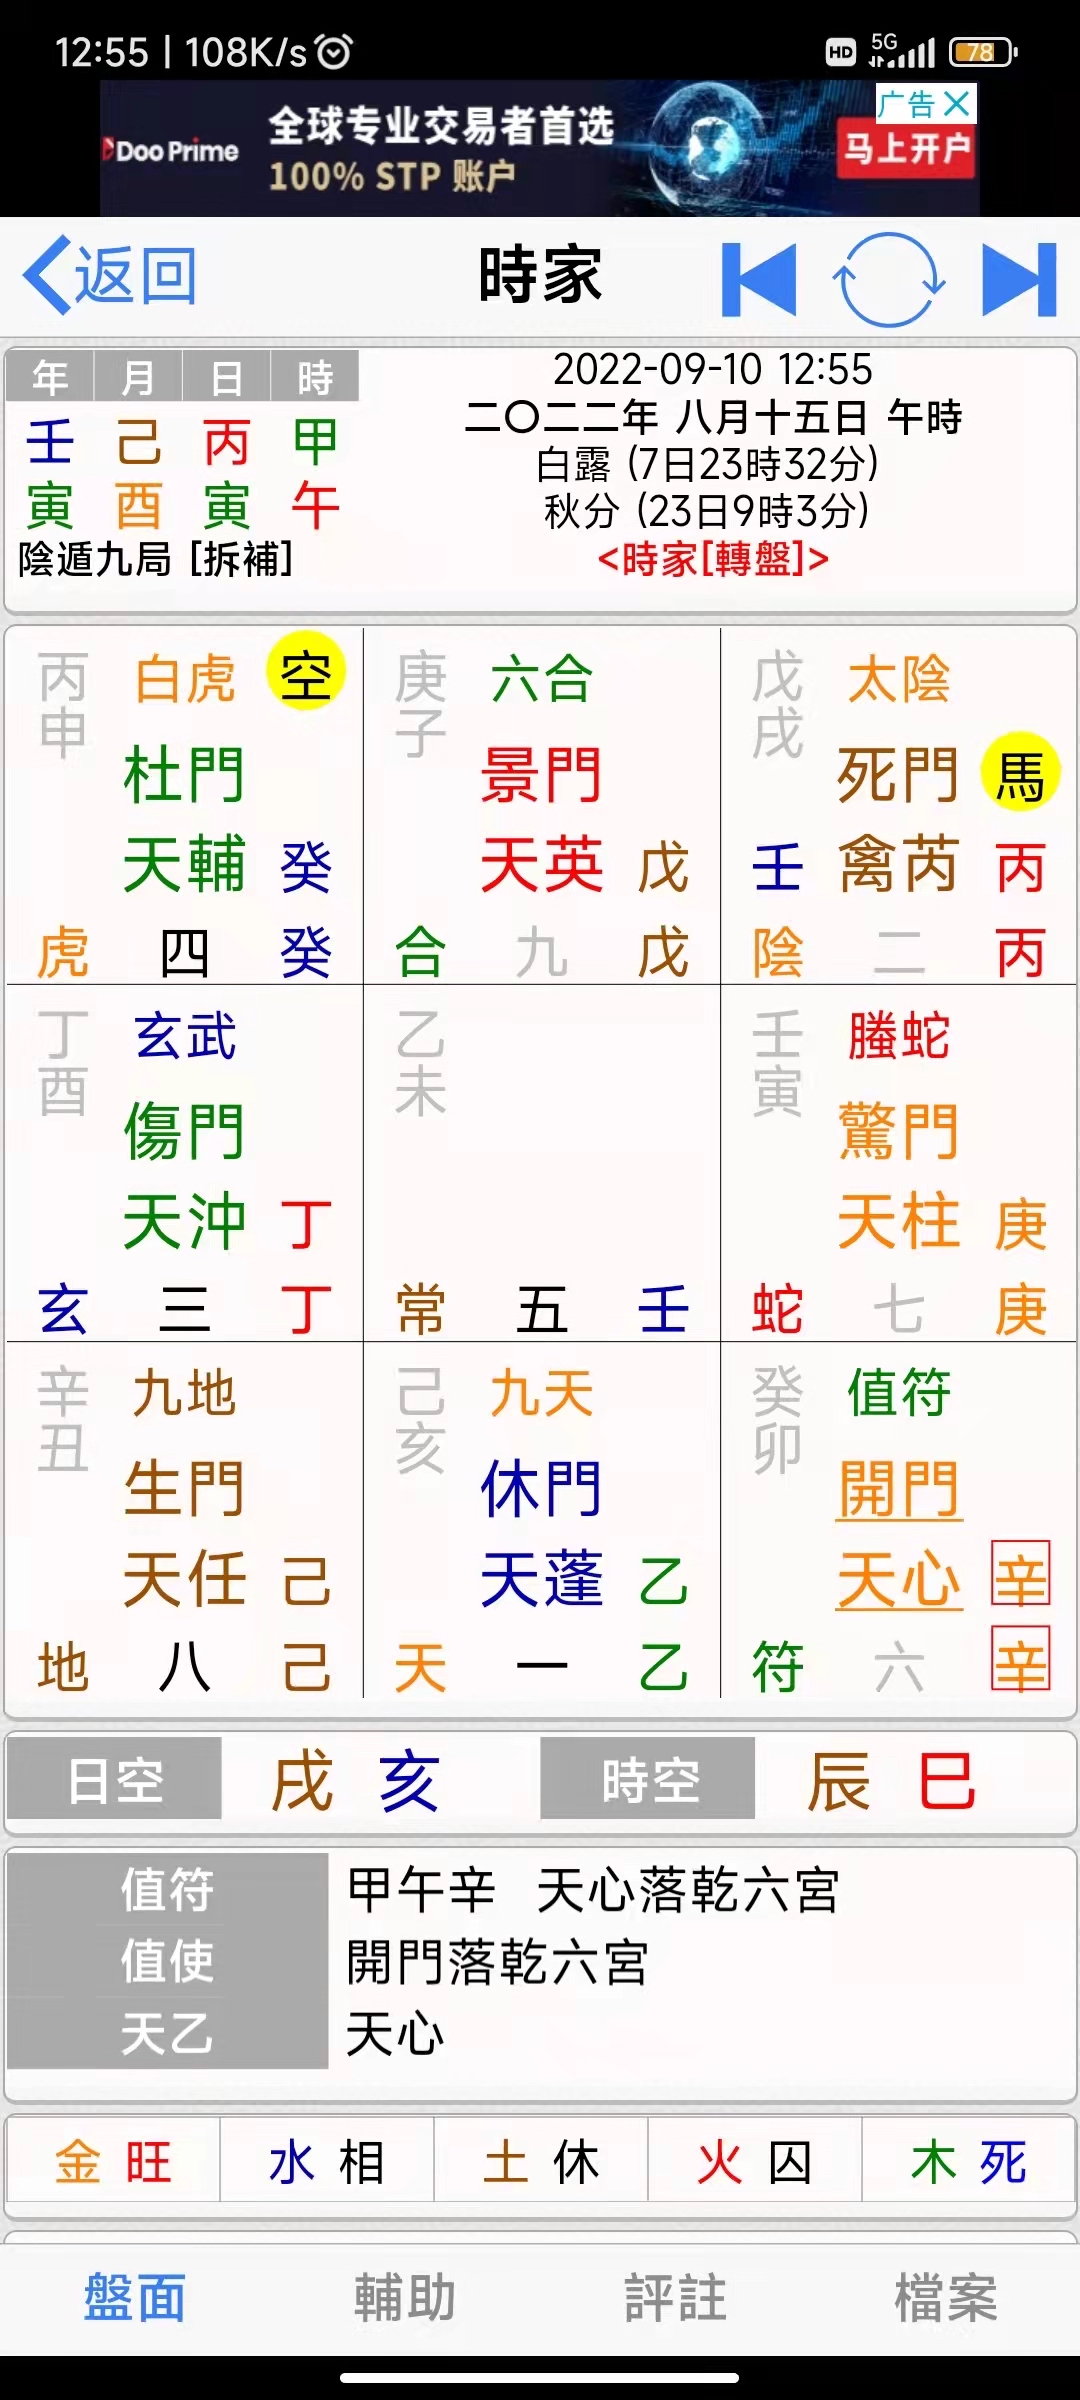 12:55 | 108K/s
HD 5G 78
Doo Prime
全球专业交易者首选
100% STP 账户
广告
马上开户
返回 時家
年 月 日 時
壬 己 丙 甲
寅 酉 寅 午
陰遁九局 [拆補]
2022-09-10 12:55
二〇二二年 八月十五日 午時
白露 (7日23時32分)
秋分 (23日9時3分)
<時家[轉盤]>
丙申 白虎 空
杜門
天輔 癸
虎 四 癸
庚子 六合
景門
天英 戊
合 九 戊
戊戌 太陰
死門 馬
壬 禽芮 丙
陰 二 丙
丁酉 玄武
傷門
天沖 丁
玄 三 丁
乙未
常 五 壬
壬寅 螣蛇
驚門
天柱 庚
蛇 七 庚
辛丑 九地
生門
天任 己
地 八 己
己亥 九天
休門
天蓬 乙
天 一 乙
癸卯 值符
開門
天心 辛
符 六 辛
日空 戌 亥 時空 辰 巳
值符 甲午辛 天心落乾六宮
值使 開門落乾六宮
天乙 天心
金 旺 水 相 土 休 火 囚 木 死
盤面 輔助 評註 檔案